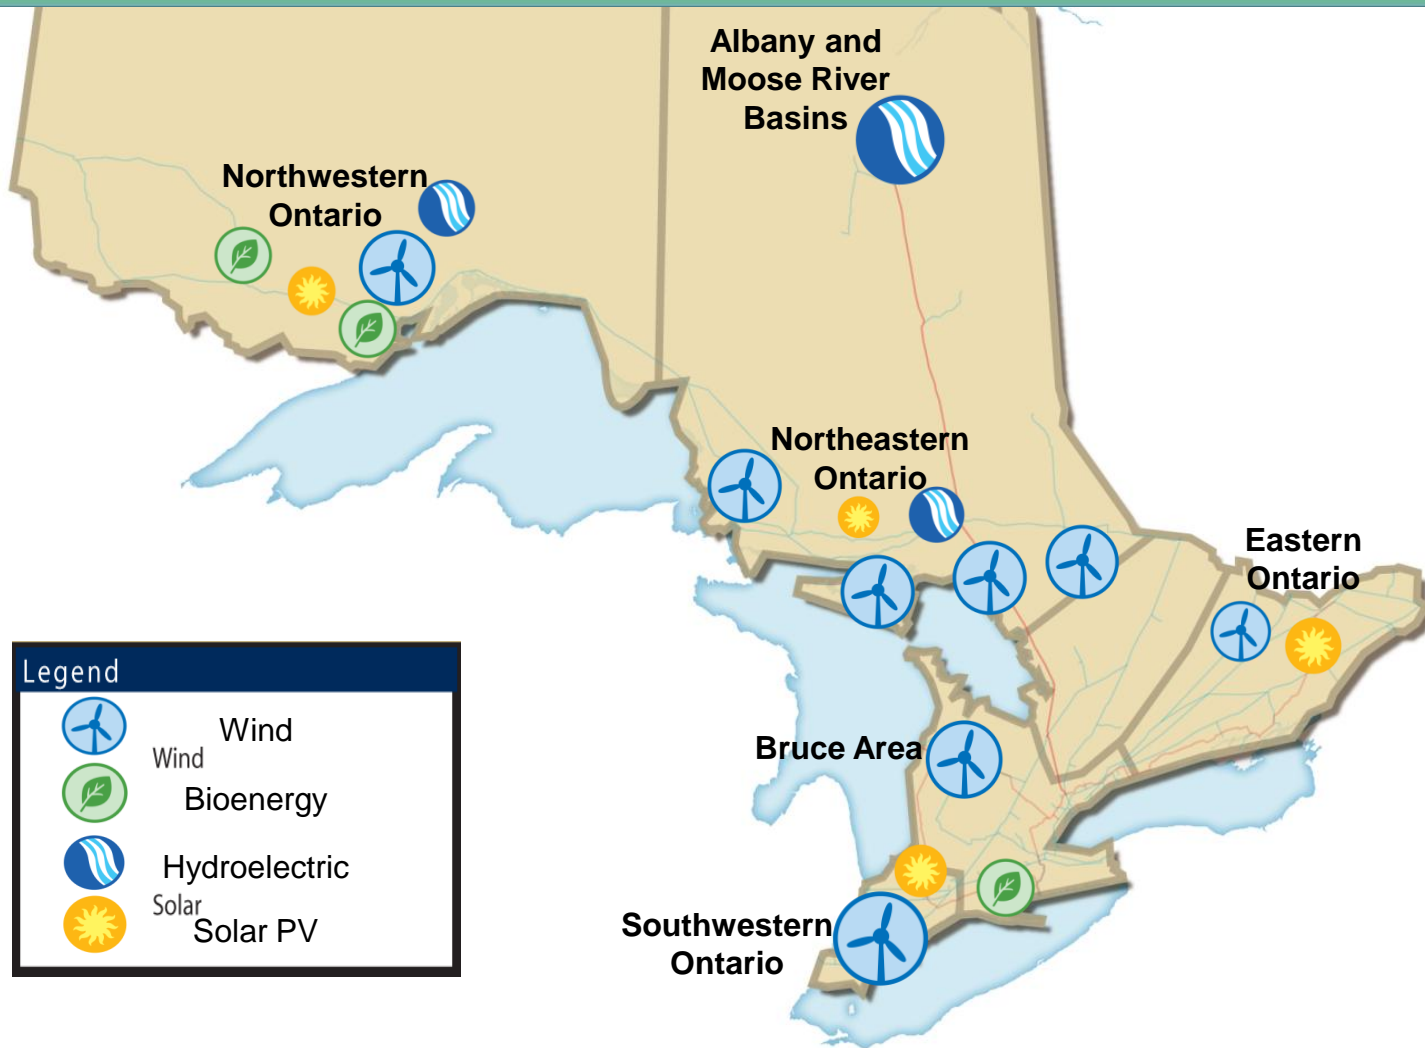 Albany and
Moose River
Basins
Northwestern
Ontario
Northeastern
Ontario
Eastern
Ontario
Legend
Wind
Wind
Bioenergy
Hydroelectric
Solar
Solar PV
Bruce Area
Southwestern
Ontario